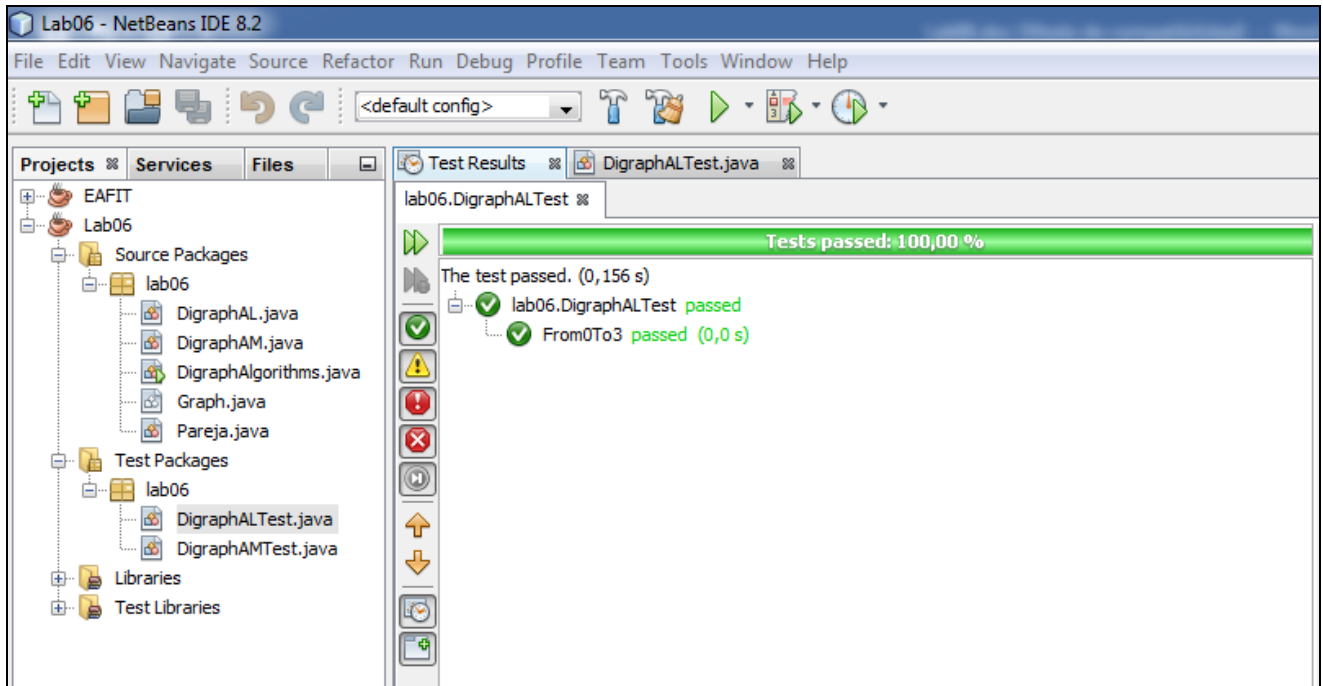 Lab06 - NetBeans IDE 8.2
File Edit View Navigate Source Refactor Run Debug Profile Team Tools Window Help
<default config>
Projects Services Files
Test Results DigraphALTest.java
EAFIT
lab06.DigraphALTest
Lab06
Source Packages
Tests passed: 100,00 %
lab06
The test passed. (0,156 s)
DigraphAL.java
lab06.DigraphALTest passed
DigraphAM.java
From0To3 passed (0,0 s)
DigraphAlgorithms.java
Graph.java
Pareja.java
Test Packages
lab06
DigraphALTest.java
DigraphAMTest.java
Libraries
Test Libraries